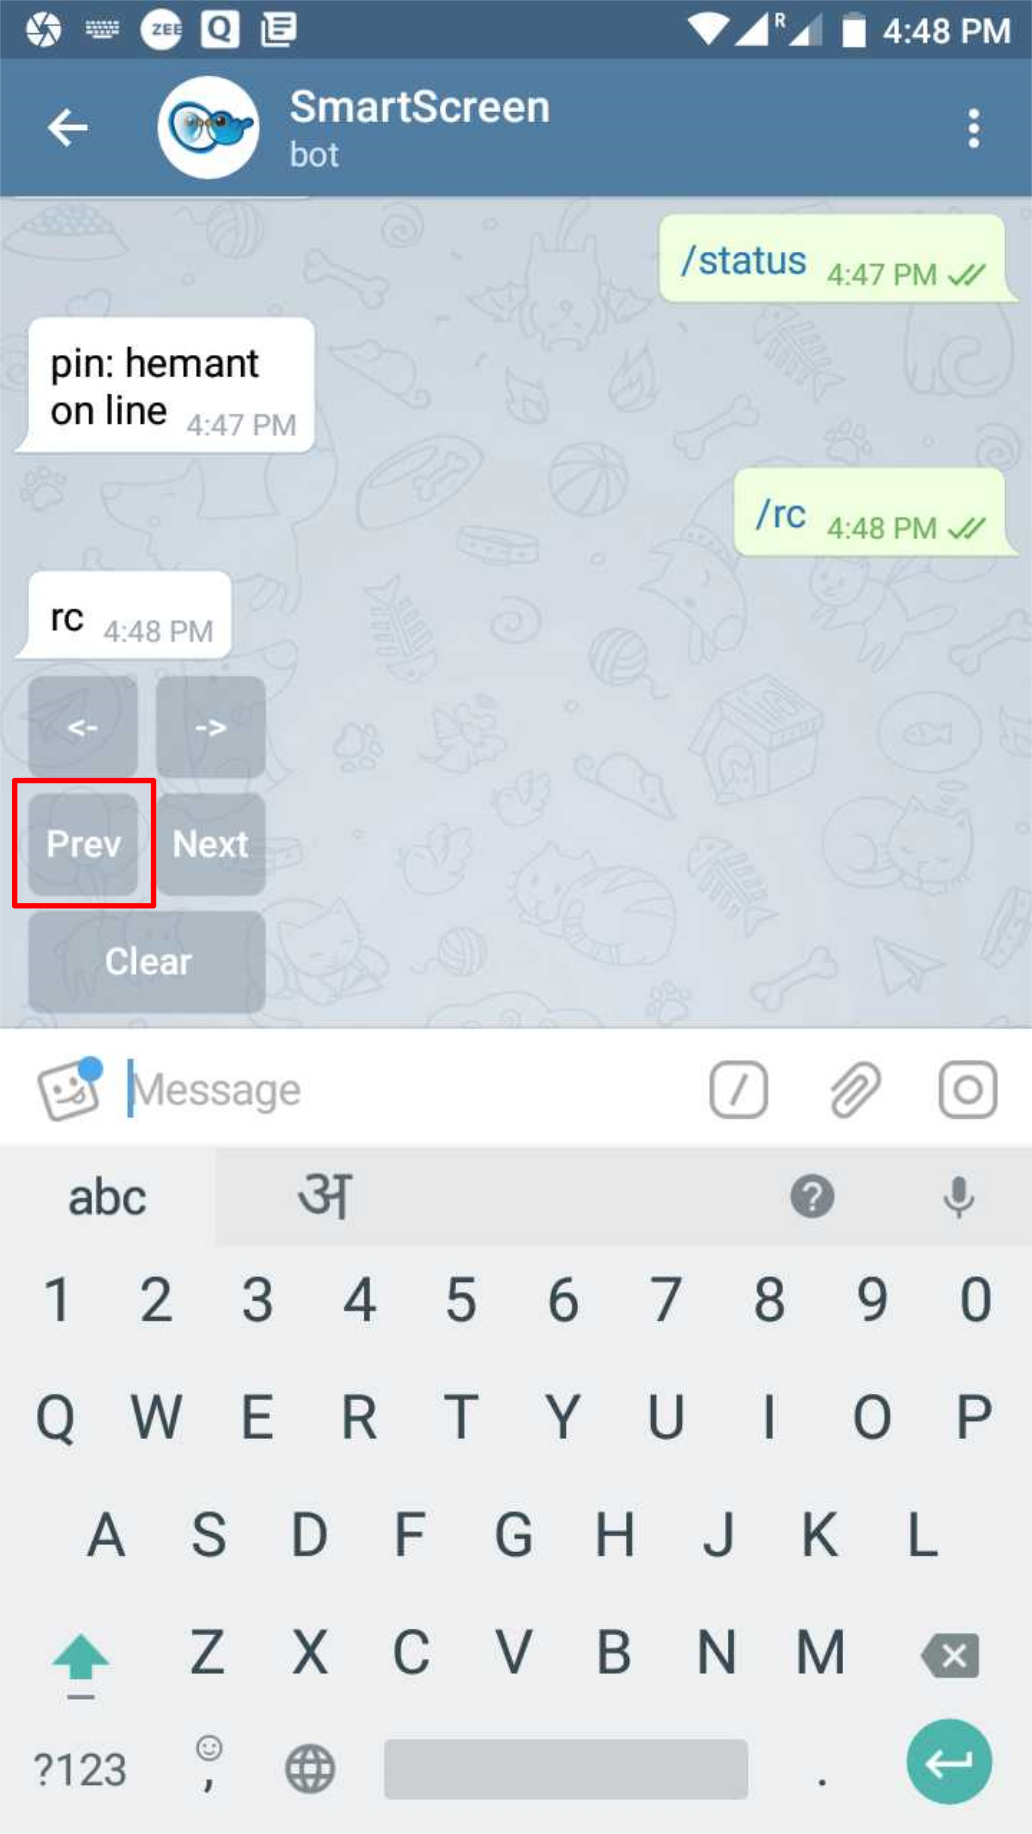 ZEE Q R 4:48 PM
SmartScreen
bot
/status 4:47 PM
pin: hemant
on line 4:47 PM
/rc 4:48 PM
rc 4:48 PM
<- ->
Prev Next
Clear
Message /
abc अ ?
1 2 3 4 5 6 7 8 9 0
Q W E R T Y U I O P
A S D F G H J K L
Z X C V B N M
?123 , .